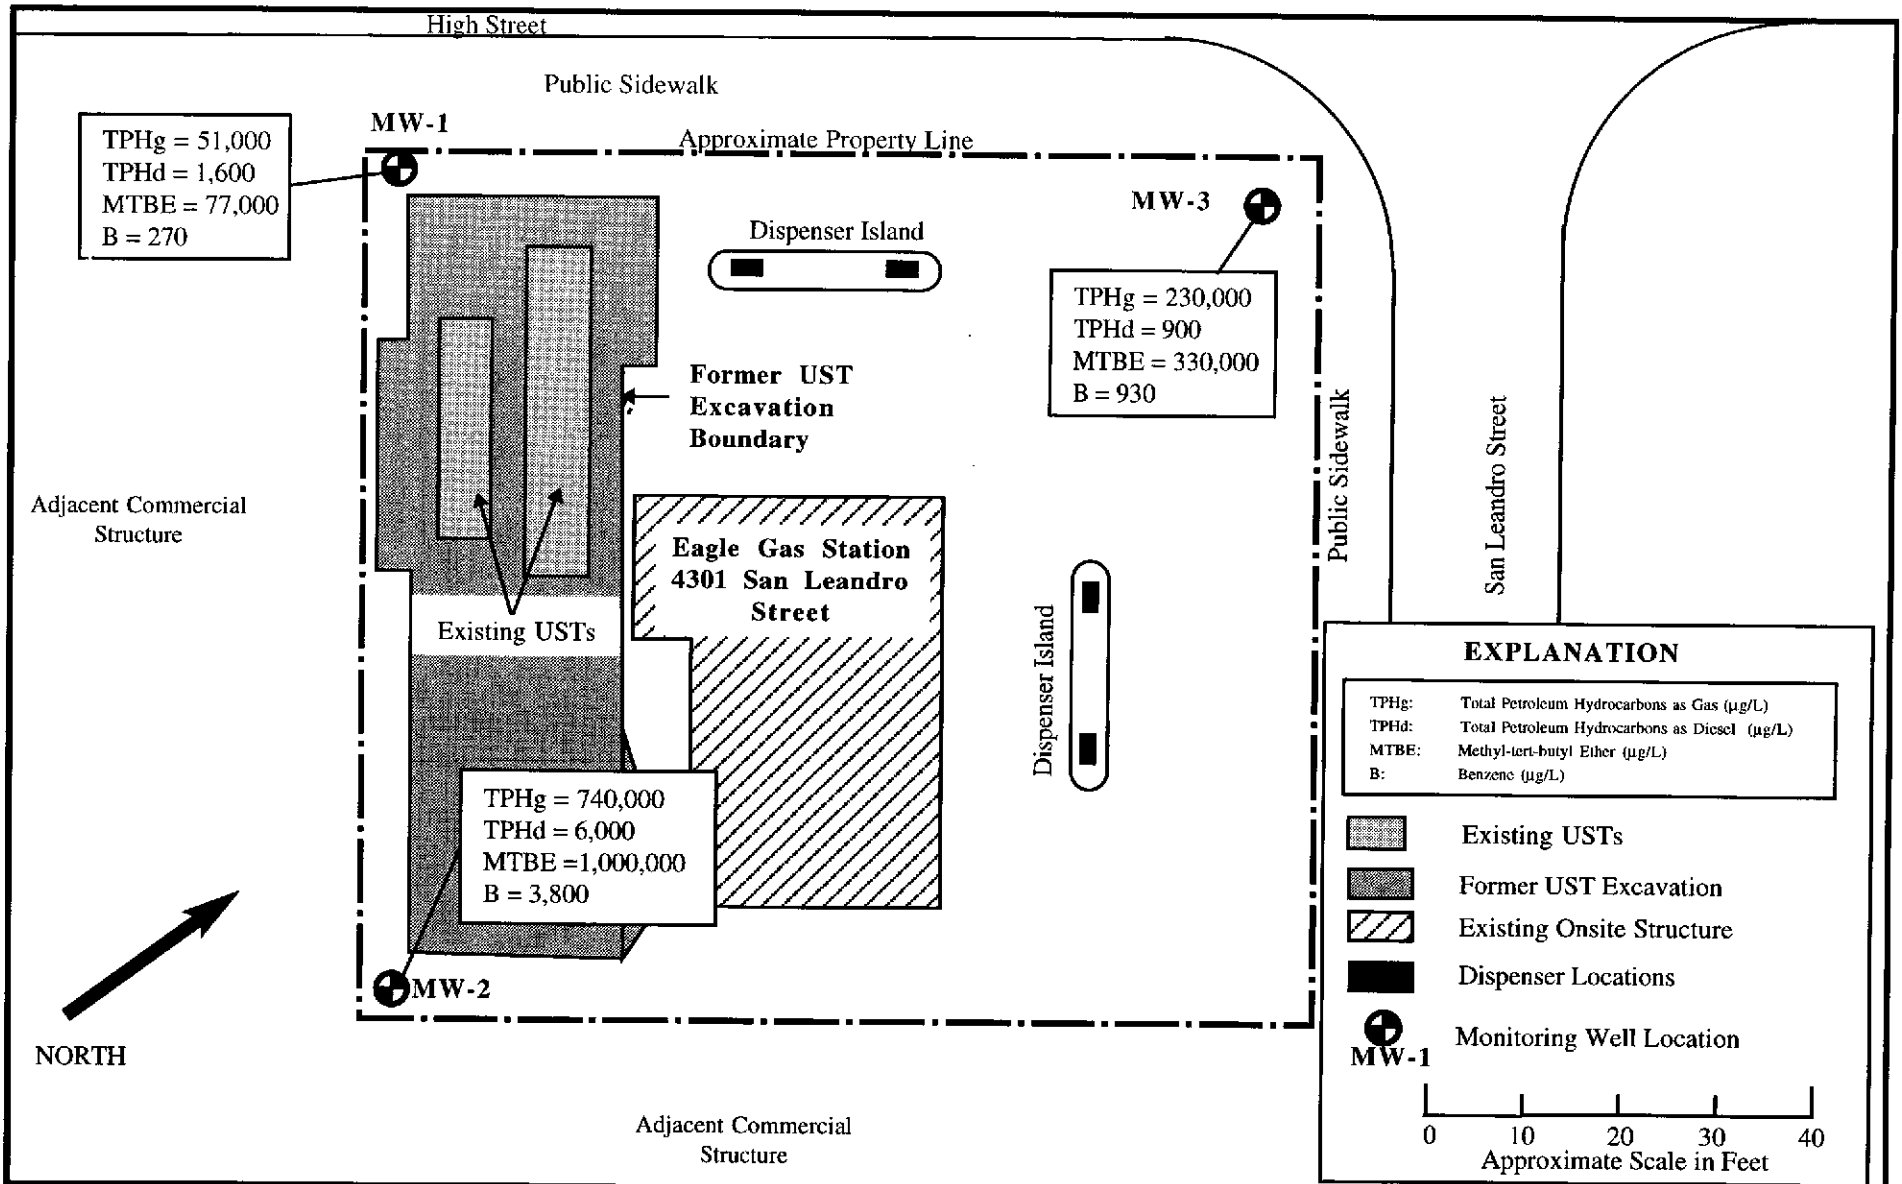 High Street
Public Sidewalk
MW-1
Approximate Property Line
TPHg = 51,000
TPHd = 1,600
MTBE = 77,000
B = 270
MW-3
Dispenser Island
TPHg = 230,000
TPHd = 900
MTBE = 330,000
B = 930
Former UST
Excavation
Boundary
Public Sidewalk
San Leandro Street
Adjacent Commercial
Structure
Eagle Gas Station
4301 San Leandro
Street
Existing USTs
Dispenser Island
TPHg = 740,000
TPHd = 6,000
MTBE =1,000,000
B = 3,800
MW-2
NORTH
Adjacent Commercial
Structure
EXPLANATION
TPHg: Total Petroleum Hydrocarbons as Gas (µg/L)
TPHd: Total Petroleum Hydrocarbons as Diesel (µg/L)
MTBE: Methyl-tert-butyl Ether (µg/L)
B: Benzene (µg/L)
Existing USTs
Former UST Excavation
Existing Onsite Structure
Dispenser Locations
Monitoring Well Location
MW-1
0 10 20 30 40
Approximate Scale in Feet